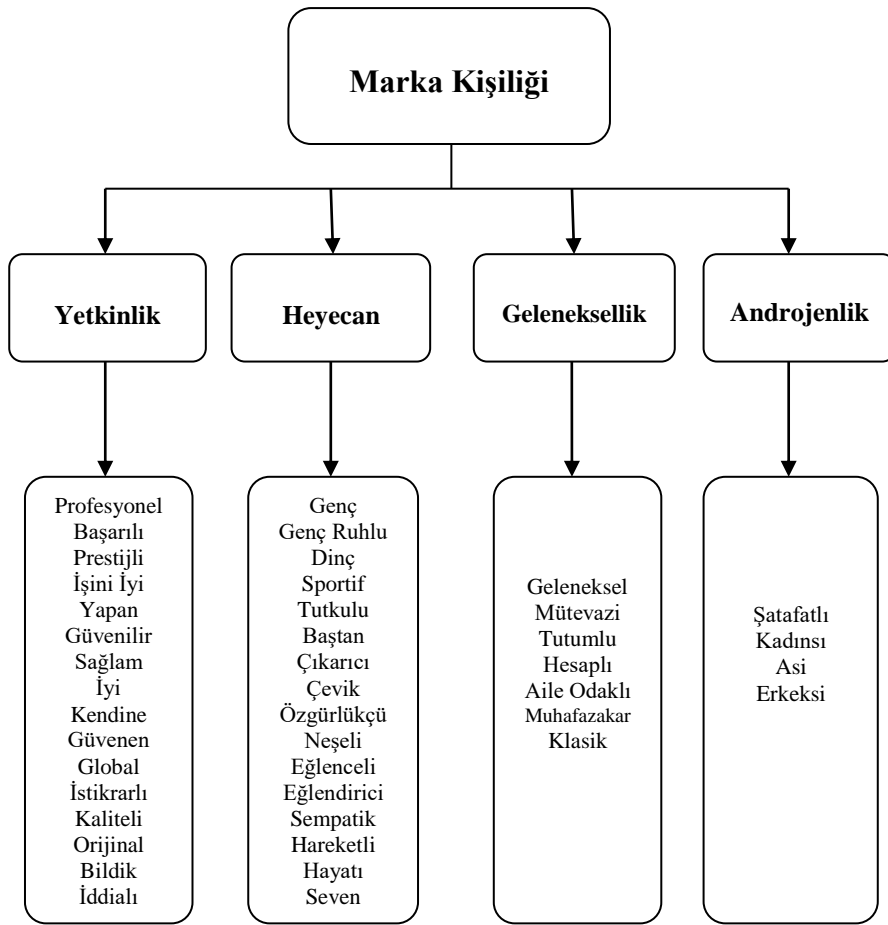 Marka Kişiliği
Yetkinlik
Heyecan
Geleneksellik
Androjenlik
Profesyonel
Başarılı
Prestijli
İşini İyi
Yapan
Güvenilir
Sağlam
İyi
Kendine
Güvenen
Global
İstikrarlı
Kaliteli
Orijinal
Bildik
İddialı
Genç
Genç Ruhlu
Dinç
Sportif
Tutkulu
Baştan
Çıkarıcı
Çevik
Özgürlükçü
Neşeli
Eğlenceli
Eğlendirici
Sempatik
Hareketli
Hayatı
Seven
Geleneksel
Mütevazi
Tutumlu
Hesaplı
Aile Odaklı
Muhafazakar
Klasik
Şatafatlı
Kadınsı
Asi
Erkeksi